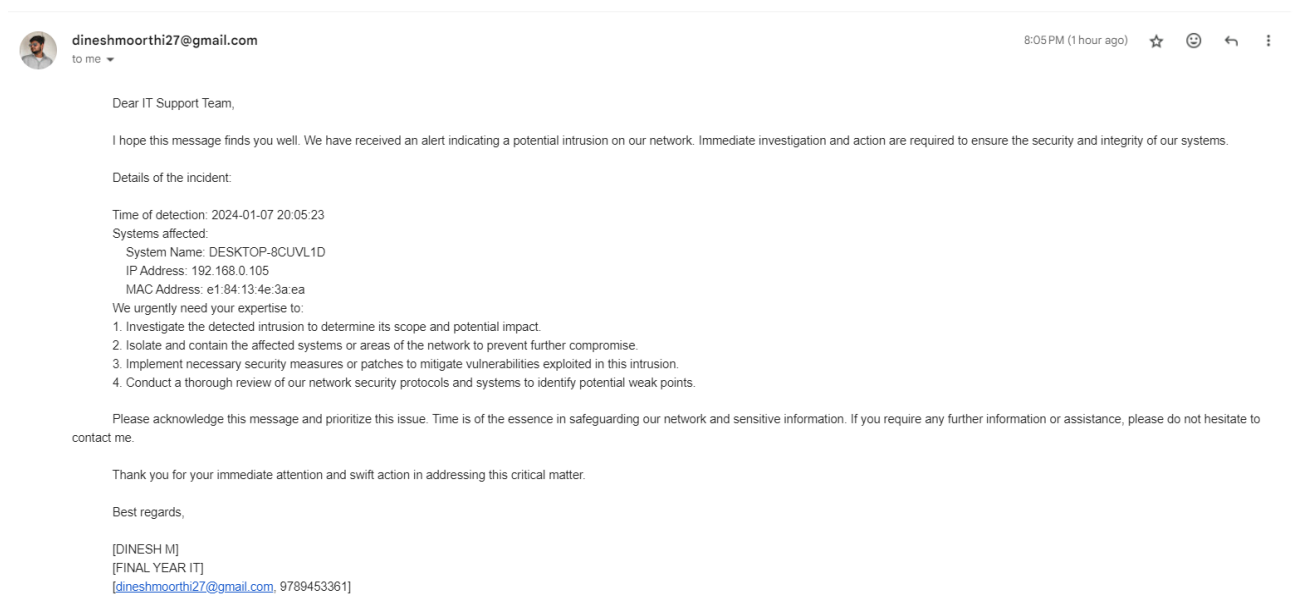 dineshmoorthi27@gmail.com
8:05 PM (1 hour ago)
to me
Dear IT Support Team,
I hope this message finds you well. We have received an alert indicating a potential intrusion on our network. Immediate investigation and action are required to ensure the security and integrity of our systems.
Details of the incident:
Time of detection: 2024-01-07 20:05:23
Systems affected:
System Name: DESKTOP-8CUVL1D
IP Address: 192.168.0.105
MAC Address: e1:84:13:4e:3a:ea
We urgently need your expertise to:
1. Investigate the detected intrusion to determine its scope and potential impact.
2. Isolate and contain the affected systems or areas of the network to prevent further compromise.
3. Implement necessary security measures or patches to mitigate vulnerabilities exploited in this intrusion.
4. Conduct a thorough review of our network security protocols and systems to identify potential weak points.
Please acknowledge this message and prioritize this issue. Time is of the essence in safeguarding our network and sensitive information. If you require any further information or assistance, please do not hesitate to
contact me.
Thank you for your immediate attention and swift action in addressing this critical matter.
Best regards,
[DINESH M]
[FINAL YEAR IT]
[dineshmoorthi27@gmail.com, 9789453361]